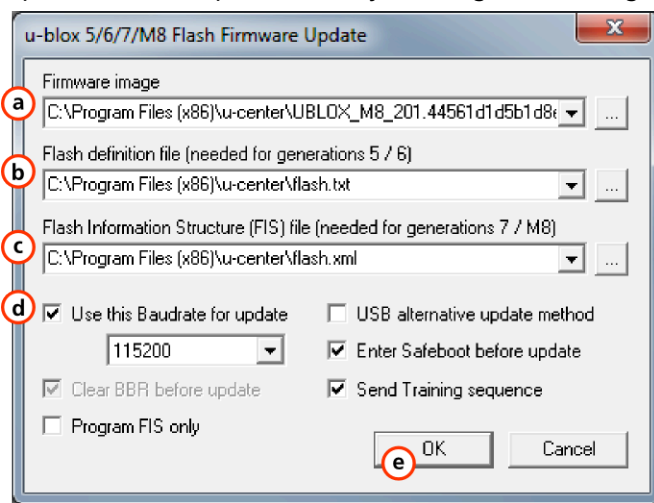 u-blox 5/6/7/M8 Flash Firmware Update
Firmware image
a
C:\Program Files (x86)\u-center\UBLOX_M8_201.44561d1d5b1d8
...
Flash definition file (needed for generations 5 / 6)
b
C:\Program Files (x86)\u-center\flash.txt
...
Flash Information Structure (FIS) file (needed for generations 7 / M8)
c
C:\Program Files (x86)\u-center\flash.xml
...
d
Use this Baudrate for update
USB alternative update method
115200
Enter Safeboot before update
Clear BBR before update
Send Training sequence
Program FIS only
e
OK
Cancel